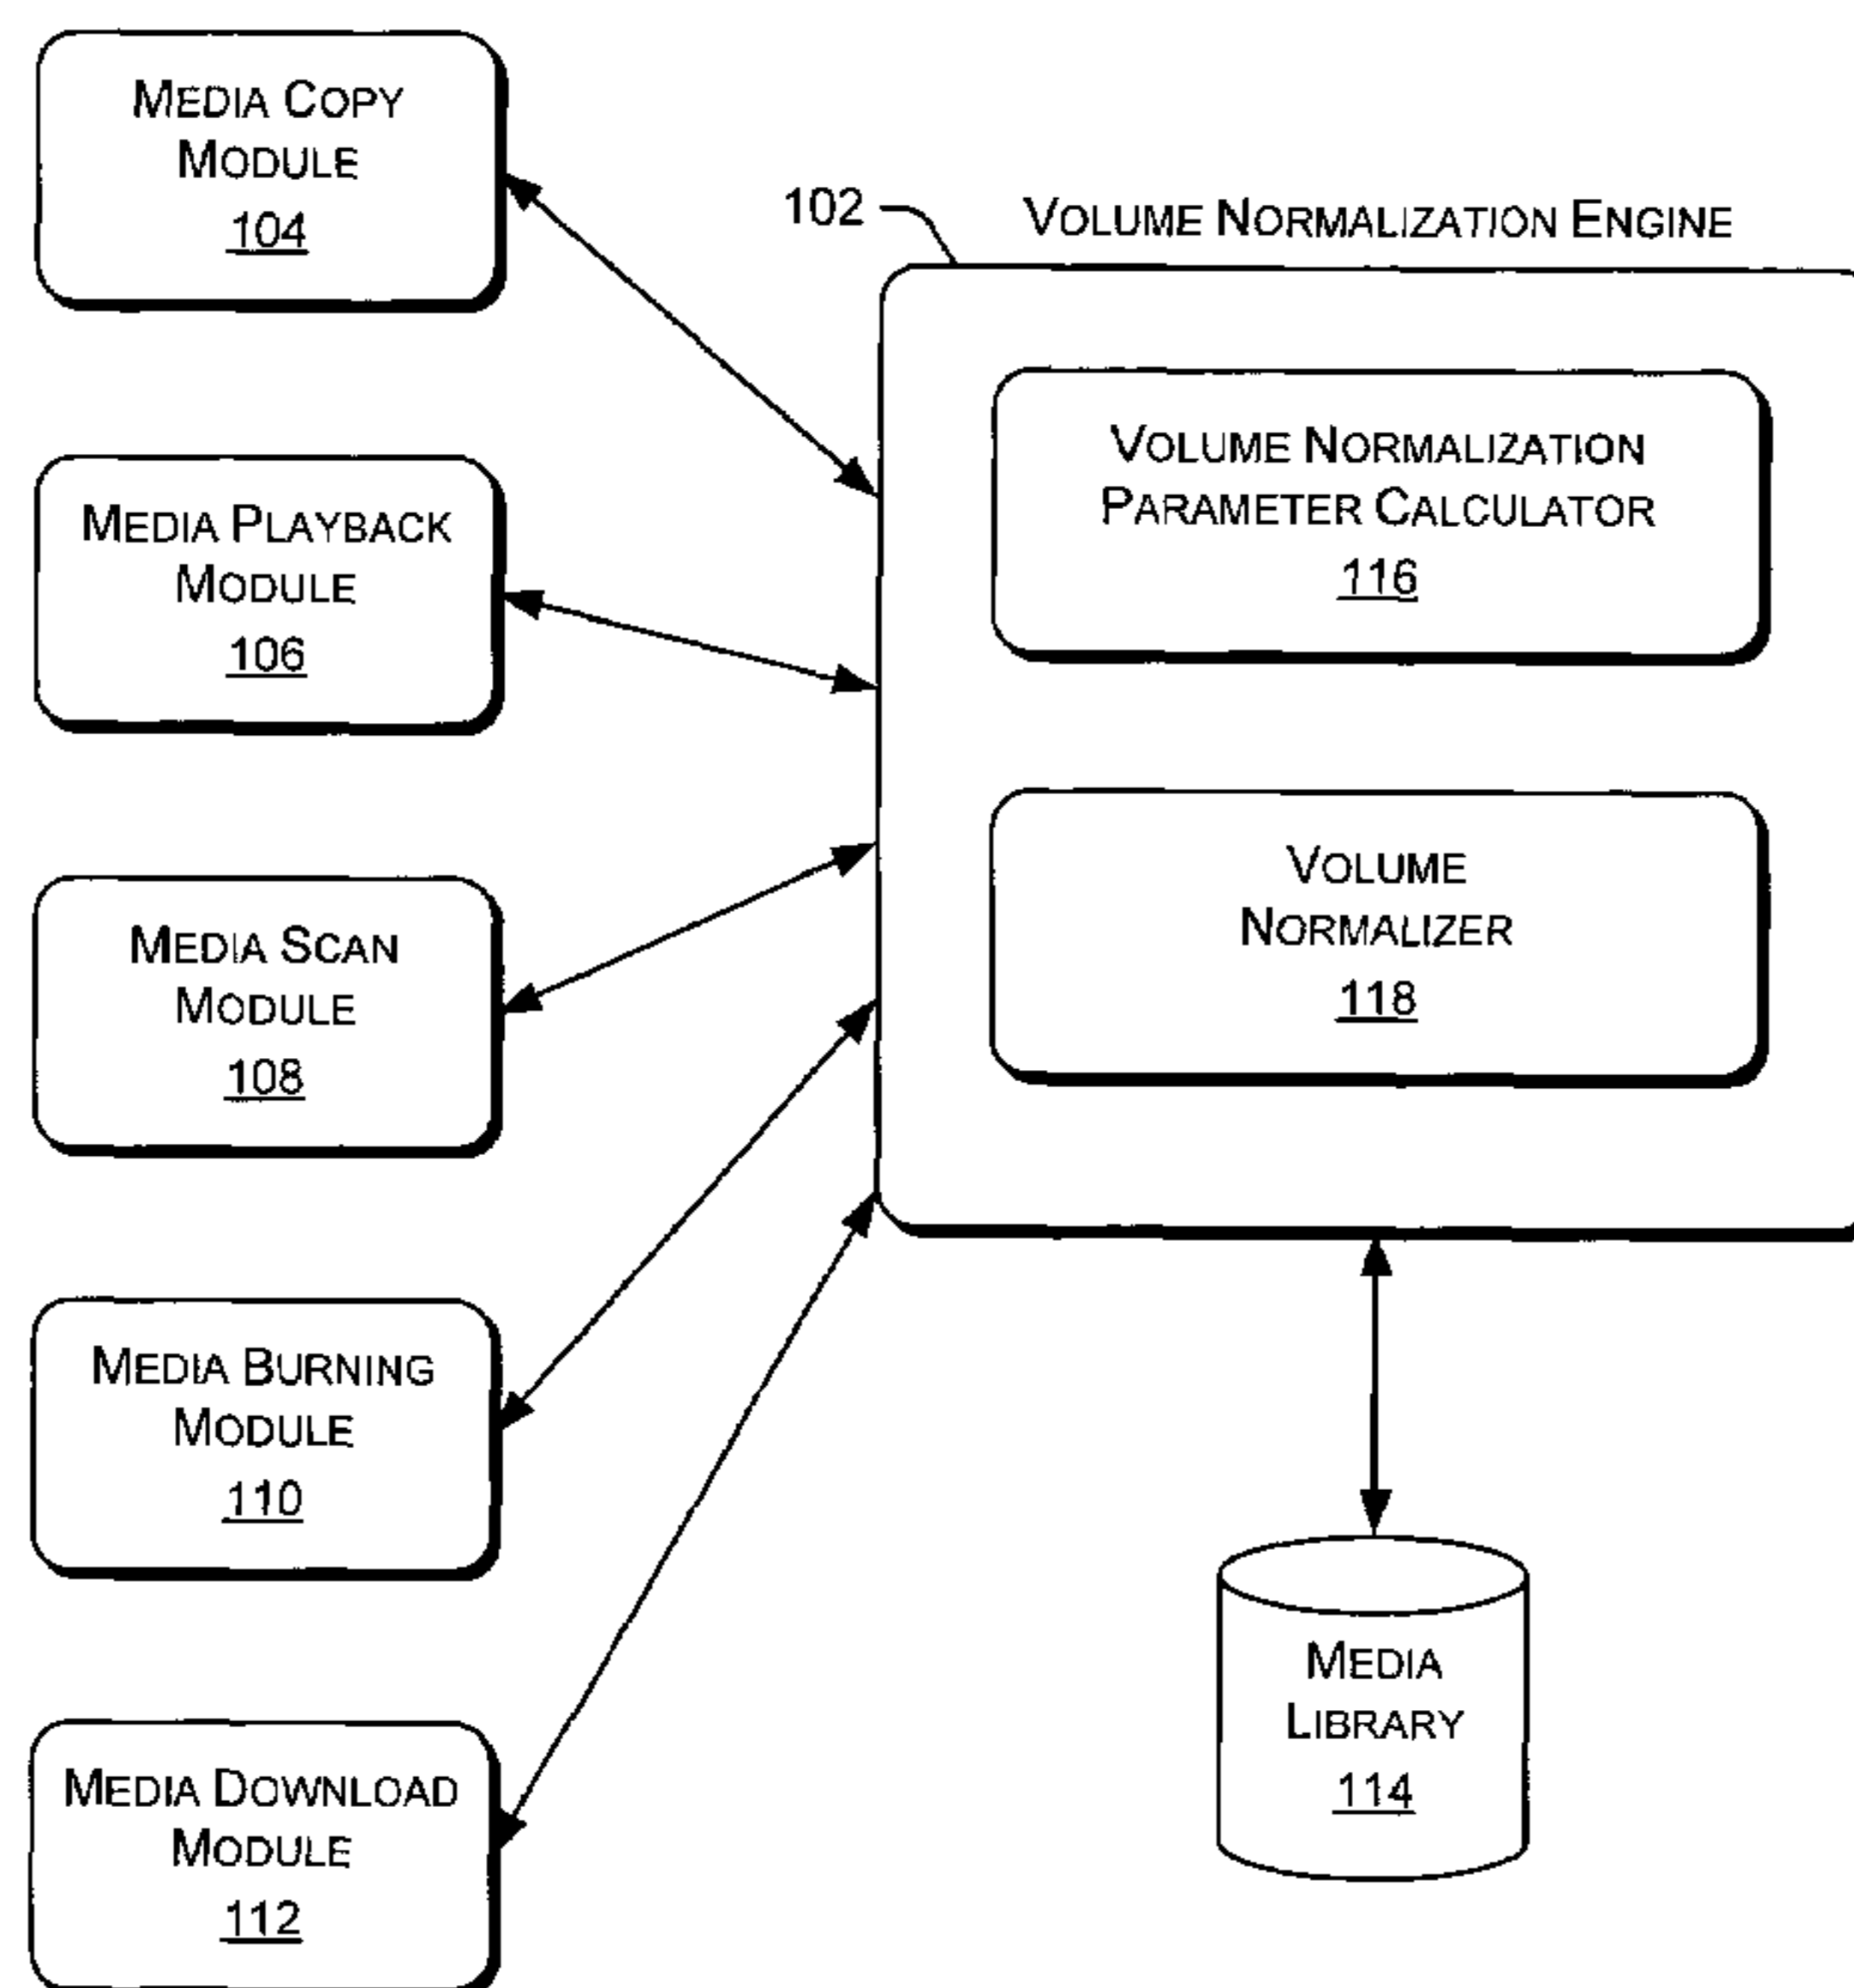 Media Copy
Module
104
Media Playback
Module
106
Media Scan
Module
108
Media Burning
Module
110
Media Download
Module
112
102
Volume Normalization Engine
Volume Normalization
Parameter Calculator
116
Volume
Normalizer
118
Media
Library
114